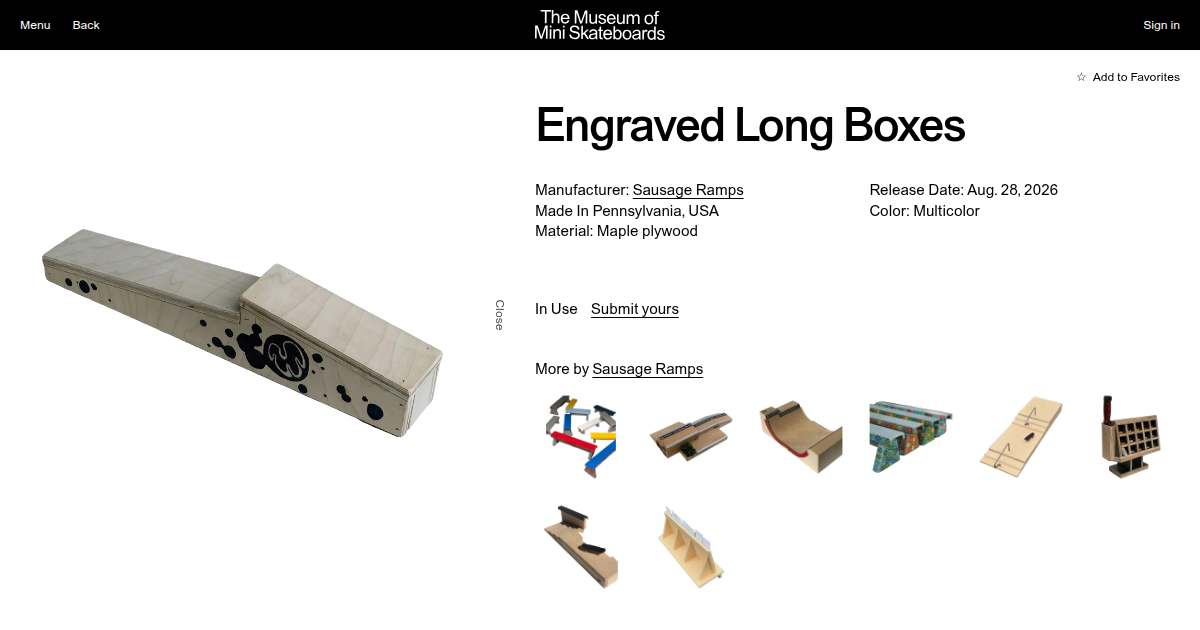 Menu
Back
The Museum of
Mini Skateboards
Sign in
☆ Add to Favorites
Engraved Long Boxes
Manufacturer: Sausage Ramps
Made In Pennsylvania, USA
Material: Maple plywood
Release Date: Aug. 28, 2026
Color: Multicolor
Close
In Use
Submit yours
More by Sausage Ramps